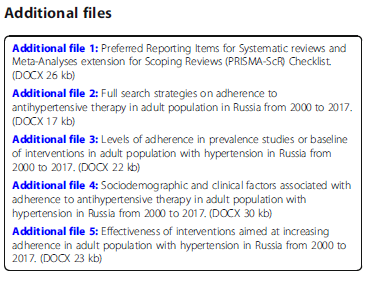 Additional files
Additional file 1: Preferred Reporting Items for Systematic reviews and
Meta-Analyses extension for Scoping Reviews (PRISMA-ScR) Checklist.
(DOCX 26 kb)
Additional file 2: Full search strategies on adherence to
antihypertensive therapy in adult population in Russia from 2000 to 2017.
(DOCX 17 kb)
Additional file 3: Levels of adherence in prevalence studies or baseline
of interventions in adult population with hypertension in Russia from
2000 to 2017. (DOCX 22 kb)
Additional file 4: Sociodemographic and clinical factors associated with
adherence to antihypertensive therapy in adult population with
hypertension in Russia from 2000 to 2017. (DOCX 30 kb)
Additional file 5: Effectiveness of interventions aimed at increasing
adherence in adult population with hypertension in Russia from 2000 to
2017. (DOCX 23 kb)